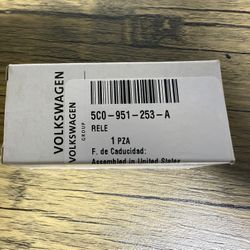 VOLKSWAGEN
VOLKSWAGEN
GROUP
5C0-951-253-A
RELE
1 PZA
F. de Caducidad:
Assembled in United States